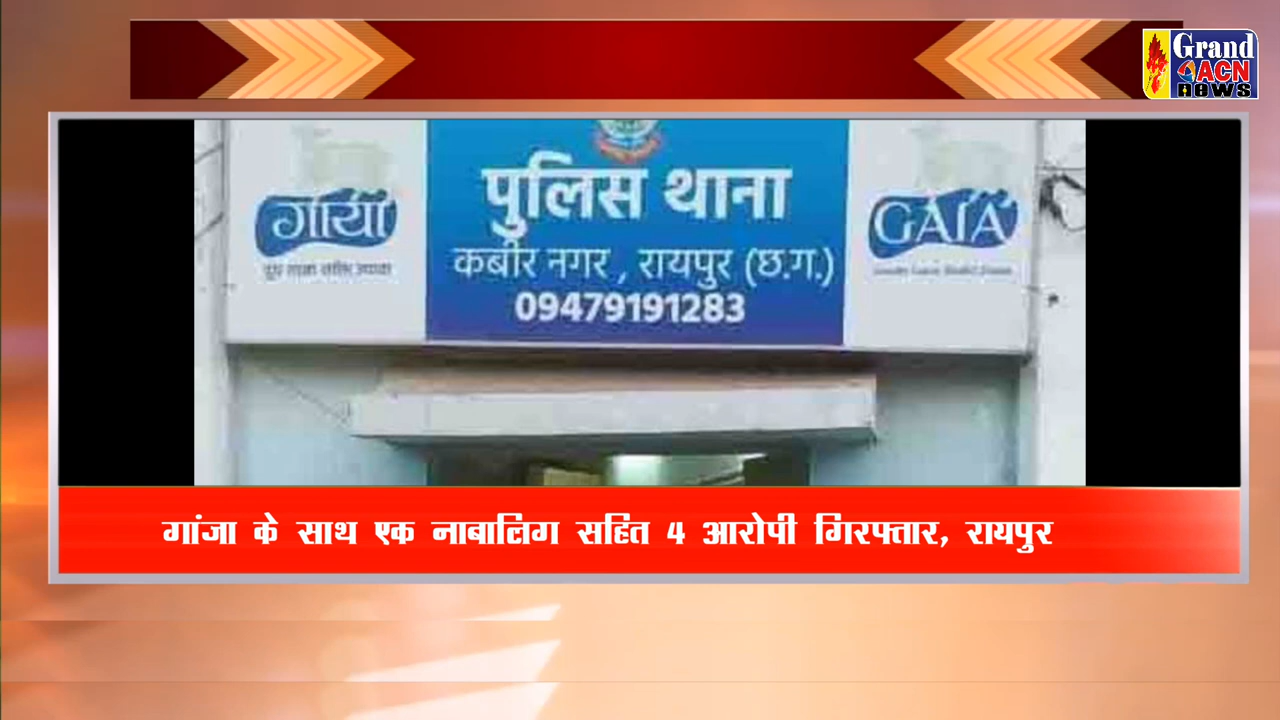 Grand
ACN
news
पुलिस थाना
कबीर नगर , रायपुर (छ.ग.)
09479191283
गाया
GAIA
गांजा के साथ एक नाबालिग सहित 4 आरोपी गिरफ्तार, रायपुर